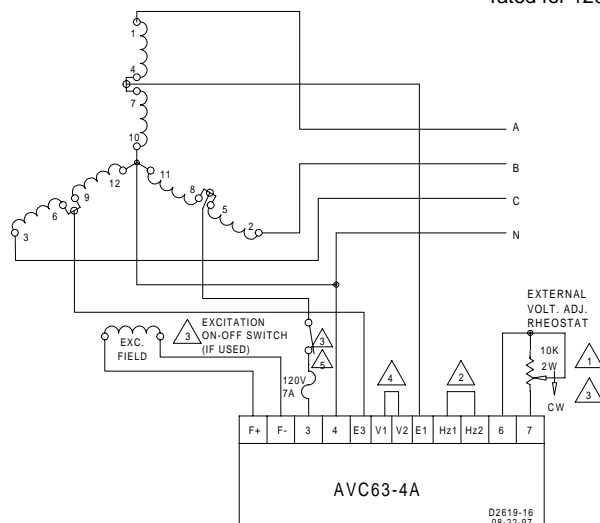 rated for 120
1
4
7
10
A
B
C
N
12
11
9
8
6
5
3
2
EXC.
FIELD
3
EXCITATION
ON-OFF SWITCH
(IF USED)
3
5
120V
7A
4
2
EXTERNAL
VOLT. ADJ.
RHEOSTAT
10K
2W
CW
1
3
F+ F- 3 4 E3 V1 V2 E1 Hz1 Hz2 6 7
AVC63-4A
D2619-16
08-22-97